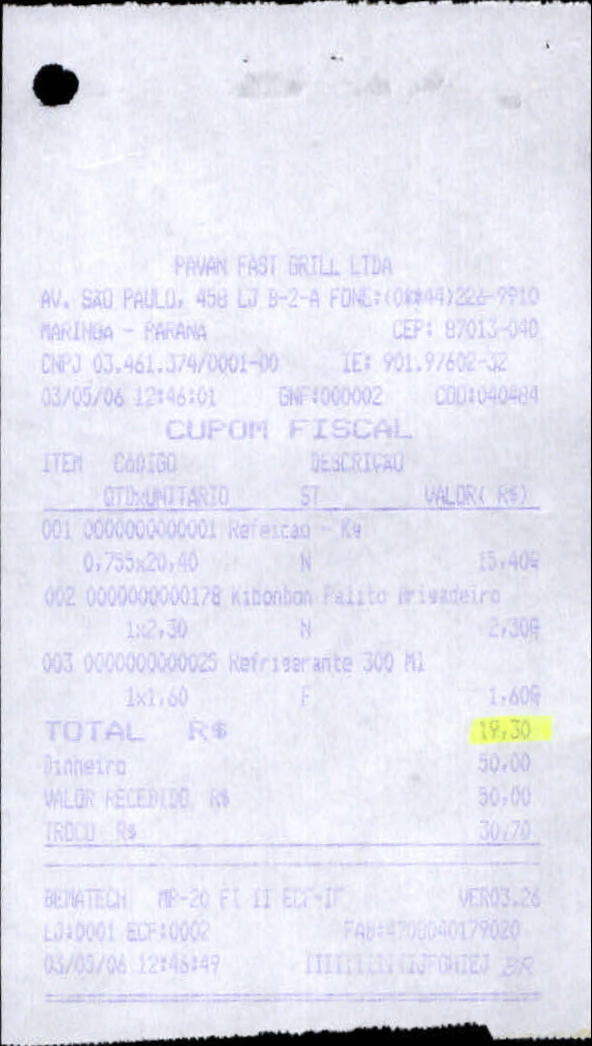 PAVAN FAST GRILL LTDA
AV. SAO PAULO, 458 LJ B-2-A FONE:(0**44)226-9910
MARINGA - PARANA CEP: 87013-040
CNPJ 03.461.374/0001-00 IE: 901.97602-32
03/05/06 12:46:01 GNF:000002 COO:040484
CUPOM FISCAL
ITEM CóDIGO DESCRIÇAO
QTDxUNITARIO ST VALOR( R$)
001 0000000000001 Refeicao - Kg
0,755x20,40 N 15,40G
002 0000000000178 Kibonbon Palito Brigadeiro
1x2,30 N 2,30G
003 0000000000025 Refrigerante 300 Ml
1x1,60 F 1,60G
TOTAL R$ 19,30
Dinheiro 50,00
VALOR RECEBIDO R$ 50,00
TROCO R$ 30,70
BEMATECH MP-20 FI II ECF-IF VER03.26
LJ:0001 ECF:0002 FAB:4708040179020
03/05/06 12:46:49 BR